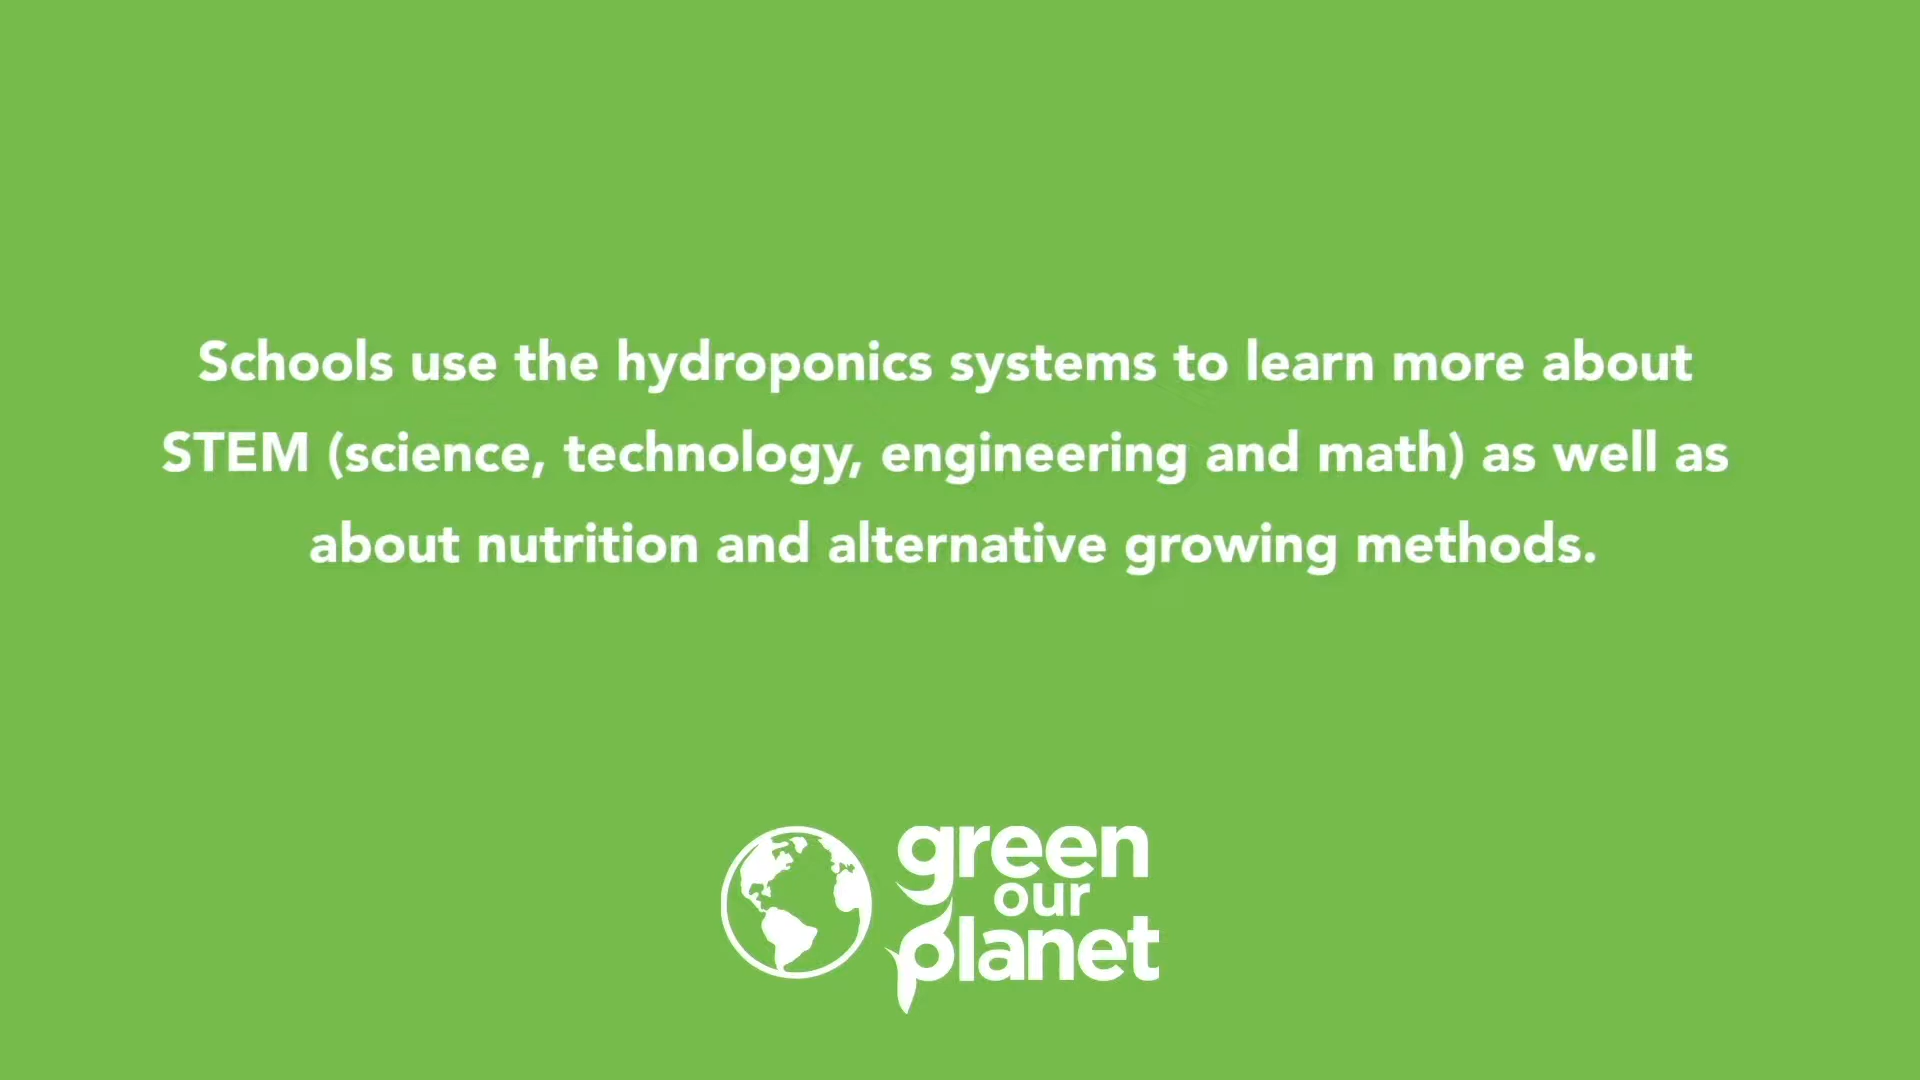 Schools use the hydroponics systems to learn more about
STEM (science, technology, engineering and math) as well as
about nutrition and alternative growing methods.
green
our
planet